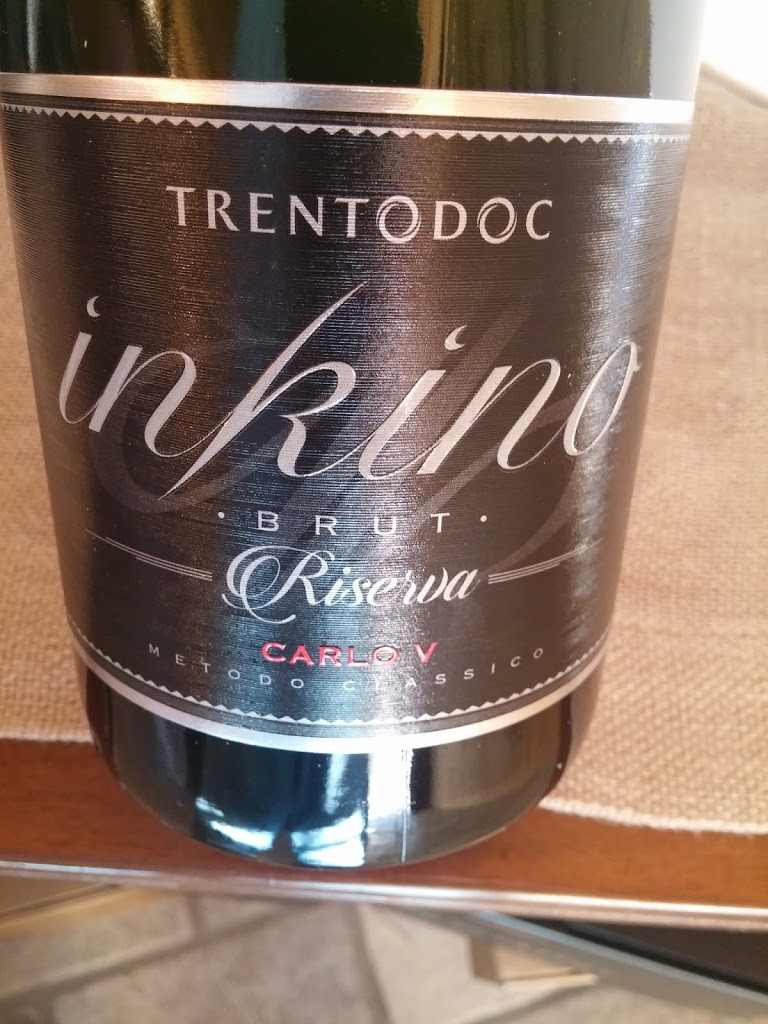 TRENTODOC
inkino
• BRUT •
Riserva
CARLO V
METODO CLASSICO